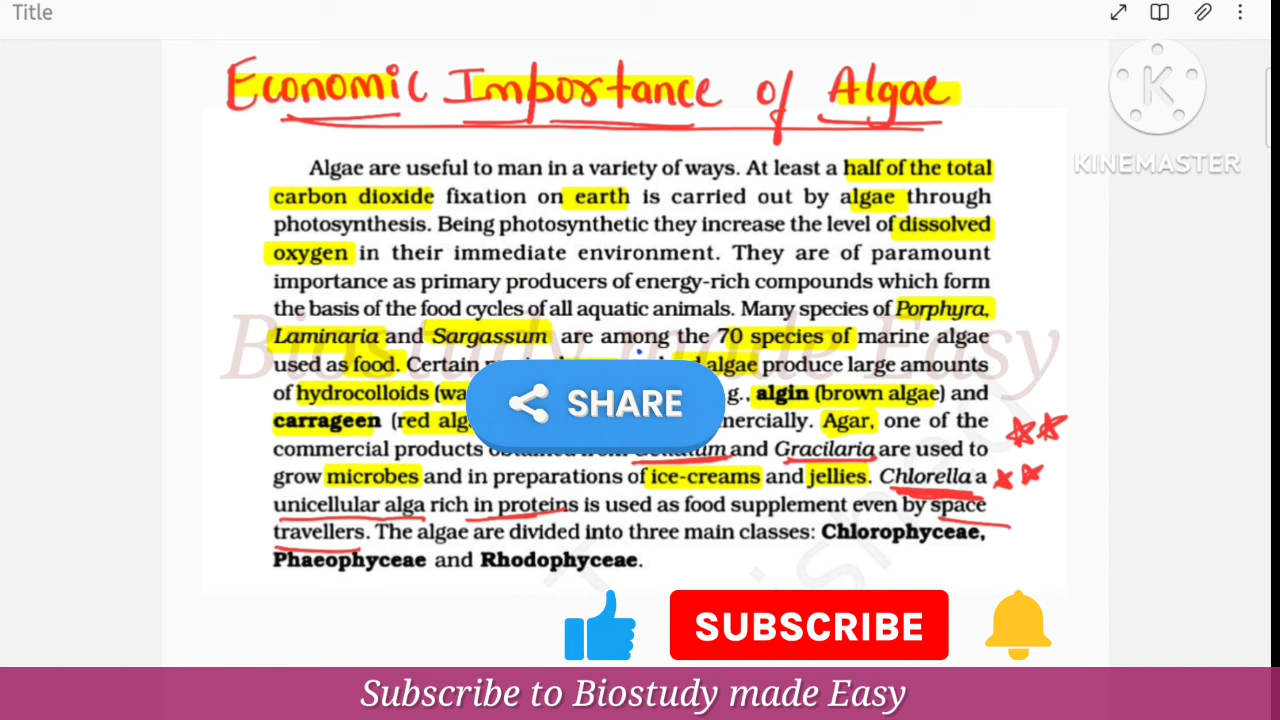 Title
Economic Importance of Algae
KINEMASTER
Algae are useful to man in a variety of ways. At least a half of the total
carbon dioxide fixation on earth is carried out by algae through
photosynthesis. Being photosynthetic they increase the level of dissolved
oxygen in their immediate environment. They are of paramount
importance as primary producers of energy-rich compounds which form
the basis of the food cycles of all aquatic animals. Many species of Porphyra,
Laminaria and Sargassum are among the 70 species of marine algae
used as food. Certain algae produce large amounts
of hydrocolloids
SHARE
algin (brown algae) and
carrageen (red
Agar, one of the
commercial products and Gracilaria are used to
grow microbes and in preparations of ice-creams and jellies. Chlorella a
unicellular alga rich in proteins is used as food supplement even by space
travellers. The algae are divided into three main classes: Chlorophyceae,
Phaeophyceae and Rhodophyceae.
Biostudy made Easy
SUBSCRIBE
Subscribe to Biostudy made Easy